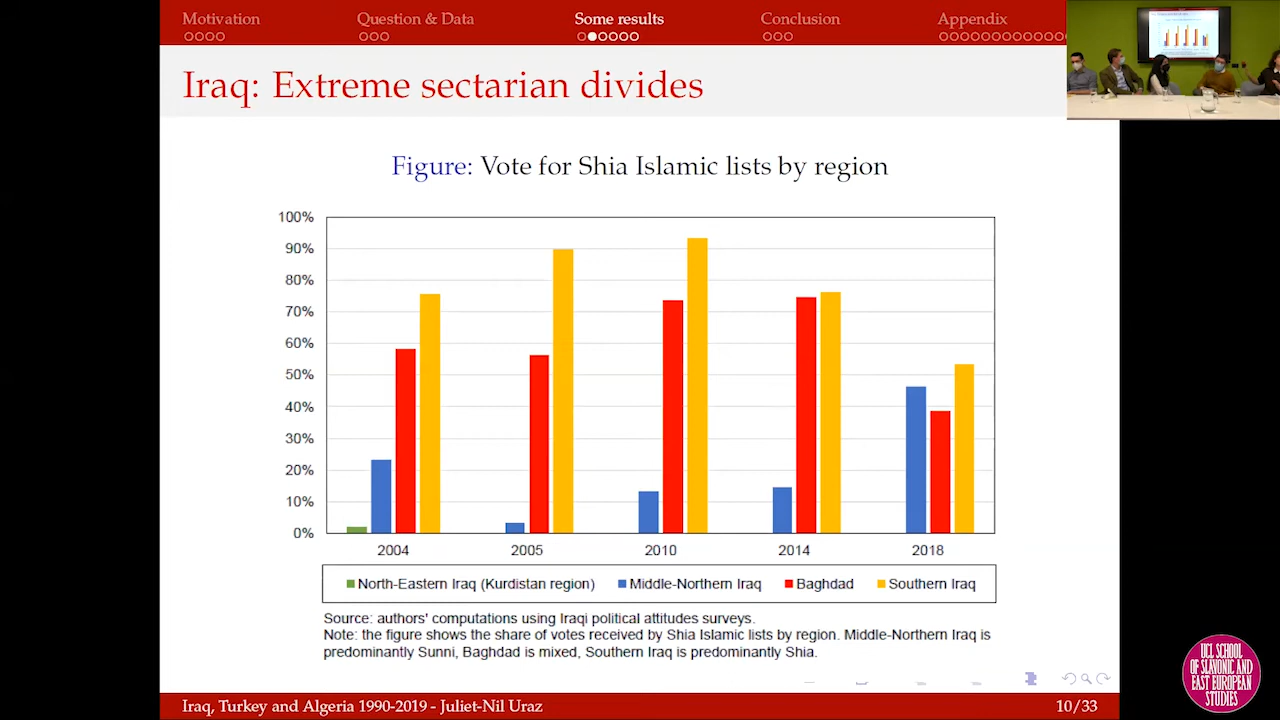 Motivation
Question & Data
Some results
Conclusion
Appendix
Iraq: Extreme sectarian divides
Figure: Vote for Shia Islamic lists by region
100%
90%
80%
70%
60%
50%
40%
30%
20%
10%
0%
2004
2005
2010
2014
2018
North-Eastern Iraq (Kurdistan region)
Middle-Northern Iraq
Baghdad
Southern Iraq
Source: authors' computations using Iraqi political attitudes surveys.
Note: the figure shows the share of votes received by Shia Islamic lists by region. Middle-Northern Iraq is
predominantly Sunni, Baghdad is mixed, Southern Iraq is predominantly Shia.
UCL SCHOOL
OF SLAVONIC AND
EAST EUROPEAN
STUDIES
Iraq, Turkey and Algeria 1990-2019 - Juliet-Nil Uraz
10/33